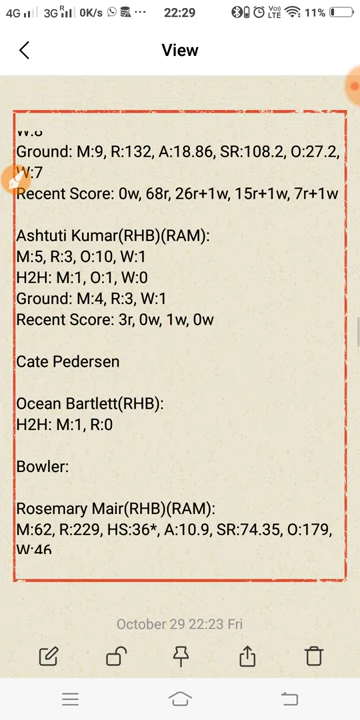 4G 3G R 0K/s ... 22:29 Vo) LTE 11%
View
W:8
Ground: M:9, R:132, A:18.86, SR:108.2, O:27.2,
W:7
Recent Score: 0w, 68r, 26r+1w, 15r+1w, 7r+1w
Ashtuti Kumar(RHB)(RAM):
M:5, R:3, O:10, W:1
H2H: M:1, O:1, W:0
Ground: M:4, R:3, W:1
Recent Score: 3r, 0w, 1w, 0w
Cate Pedersen
Ocean Bartlett(RHB):
H2H: M:1, R:0
Bowler:
Rosemary Mair(RHB)(RAM):
M:62, R:229, HS:36*, A:10.9, SR:74.35, O:179,
W:46
October 29 22:23 Fri